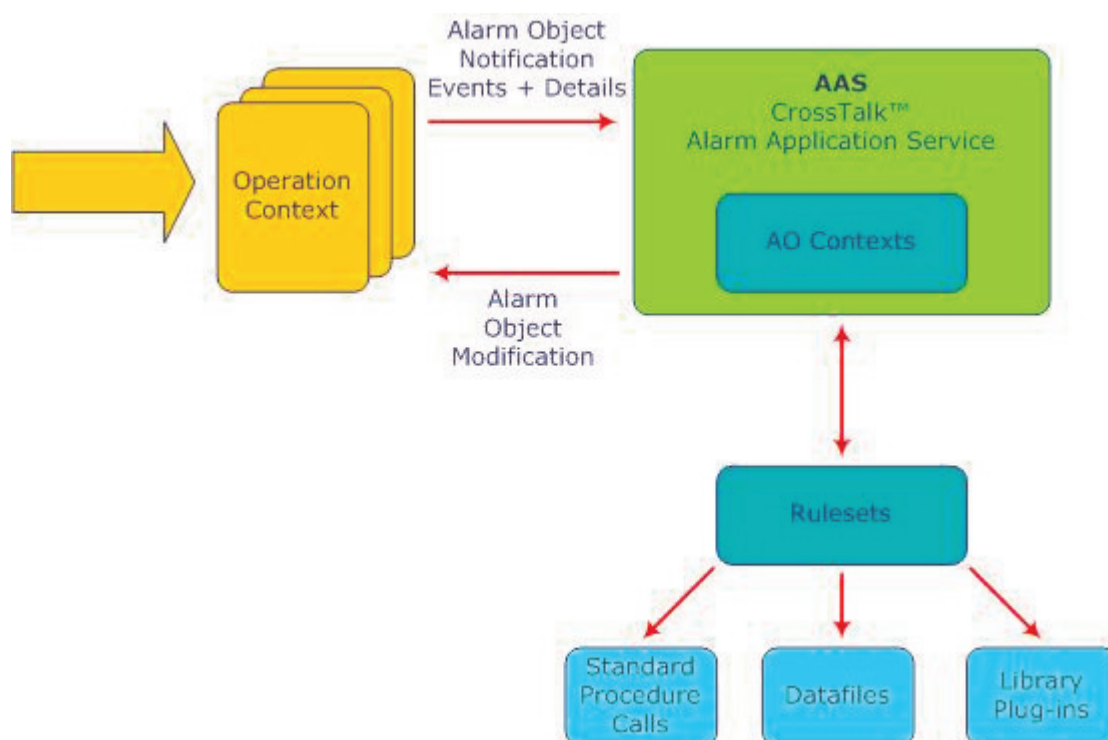 Alarm Object
Notification
Events + Details
AAS
CrossTalk™
Alarm Application Service
Operation
Context
AO Contexts
Alarm
Object
Modification
Rulesets
Standard
Procedure
Calls
Datafiles
Library
Plug-ins